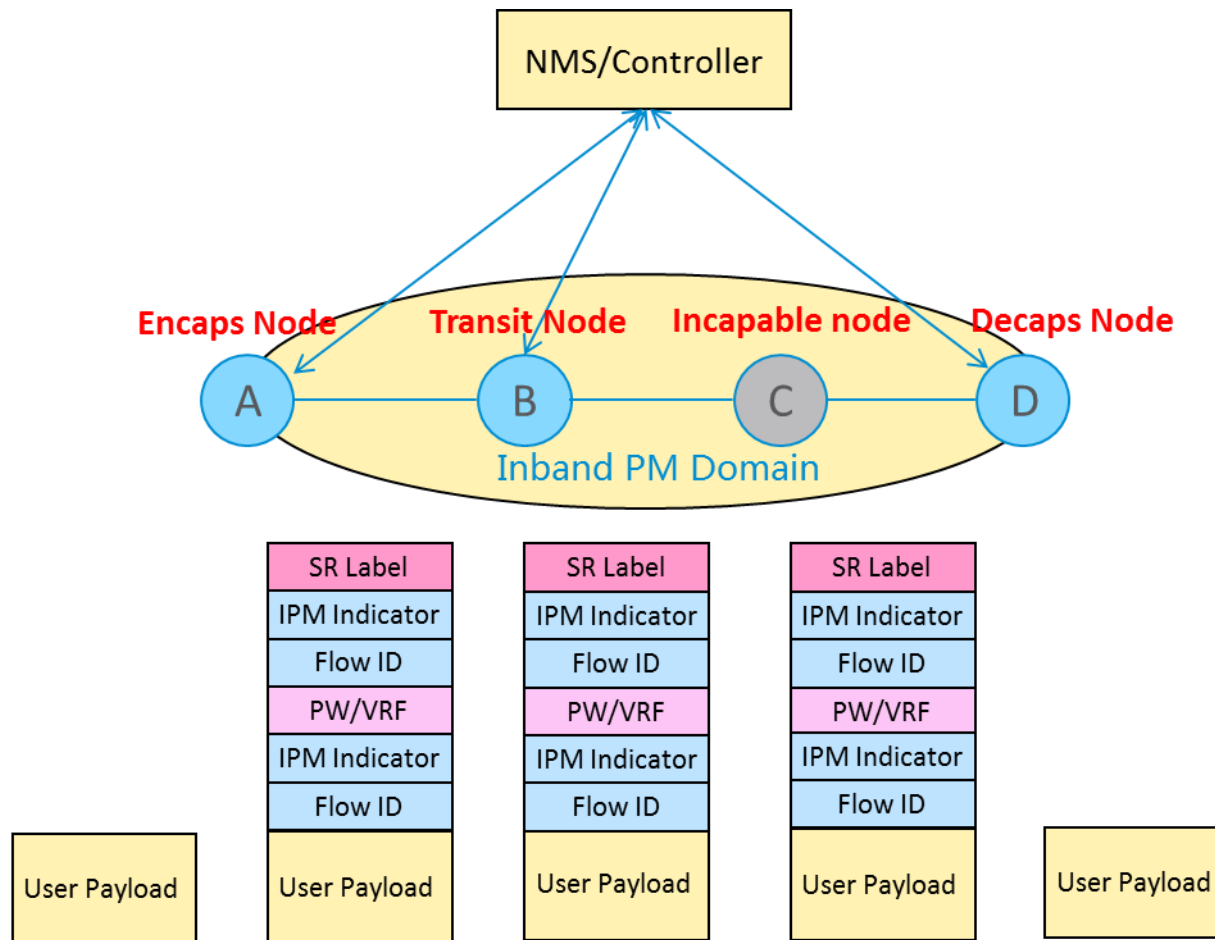 NMS/Controller
Encaps Node
Transit Node
Incapable node
Decaps Node
A
B
C
D
Inband PM Domain
SR Label
SR Label
SR Label
IPM Indicator
IPM Indicator
IPM Indicator
Flow ID
Flow ID
Flow ID
PW/VRF
PW/VRF
PW/VRF
IPM Indicator
IPM Indicator
IPM Indicator
Flow ID
Flow ID
Flow ID
User Payload
User Payload
User Payload
User Payload
User Payload